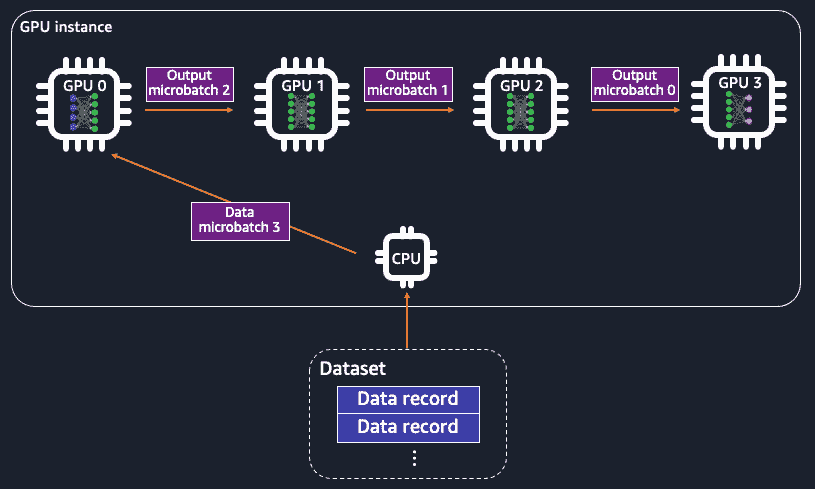 GPU instance
GPU 0
Output
microbatch 2
GPU 1
Output
microbatch 1
GPU 2
Output
microbatch 0
GPU 3
Data
microbatch 3
CPU
Dataset
Data record
Data record
⋮